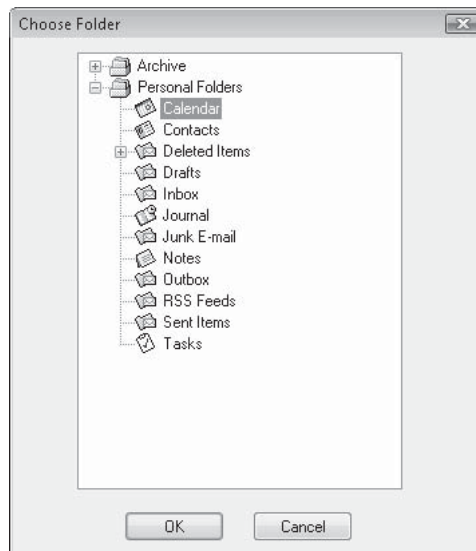 Choose Folder
Archive
Personal Folders
Calendar
Contacts
Deleted Items
Drafts
Inbox
Journal
Junk E-mail
Notes
Outbox
RSS Feeds
Sent Items
Tasks
OK Cancel